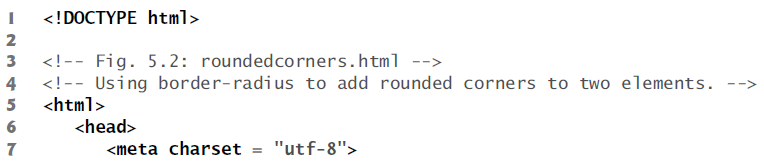 1 <!DOCTYPE html>
2
3 <!-- Fig. 5.2: roundedcorners.html -->
4 <!-- Using border-radius to add rounded corners to two elements. -->
5 <html>
6 <head>
7 <meta charset = "utf-8">